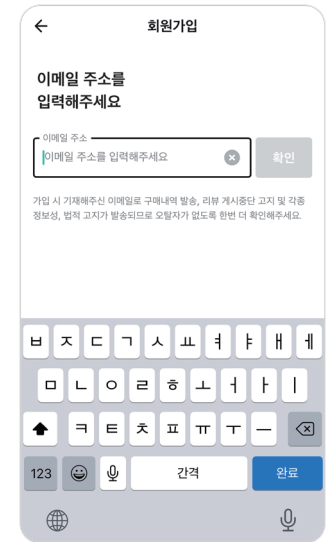 회원가입
이메일 주소를
입력해주세요
이메일 주소
이메일 주소를 입력해주세요
확인
가입 시 기재해주신 이메일로 구매내역 발송, 리뷰 게시중단 고지 및 각종
정보성, 법적 고지가 발송되므로 오탈자가 없도록 한번 더 확인해주세요.
ㅂ ㅈ ㄷ ㄱ ㅅ ㅛ ㅕ ㅑ ㅐ ㅔ
ㅁ ㄴ ㅇ ㄹ ㅎ ㅗ ㅓ ㅏ ㅣ
ㅋ ㅌ ㅊ ㅍ ㅠ ㅜ ㅡ
123 간격 완료